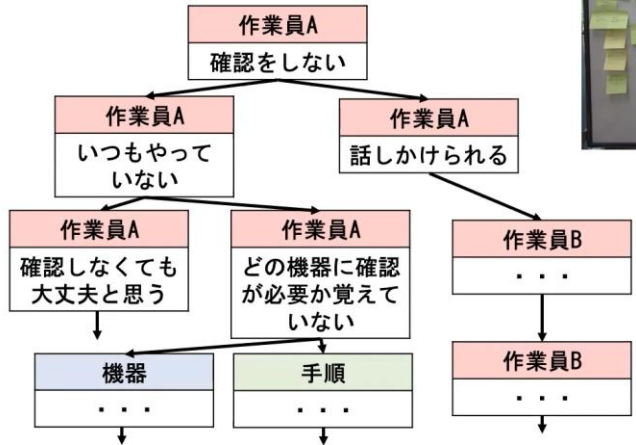 作業員A
確認をしない
作業員A
いつもやって
いない
作業員A
話しかけられる
作業員A
確認しなくても
大丈夫と思う
作業員A
どの機器に確認
が必要か覚えて
いない
作業員B
・・・
機器
・・・
手順
・・・
作業員B
・・・